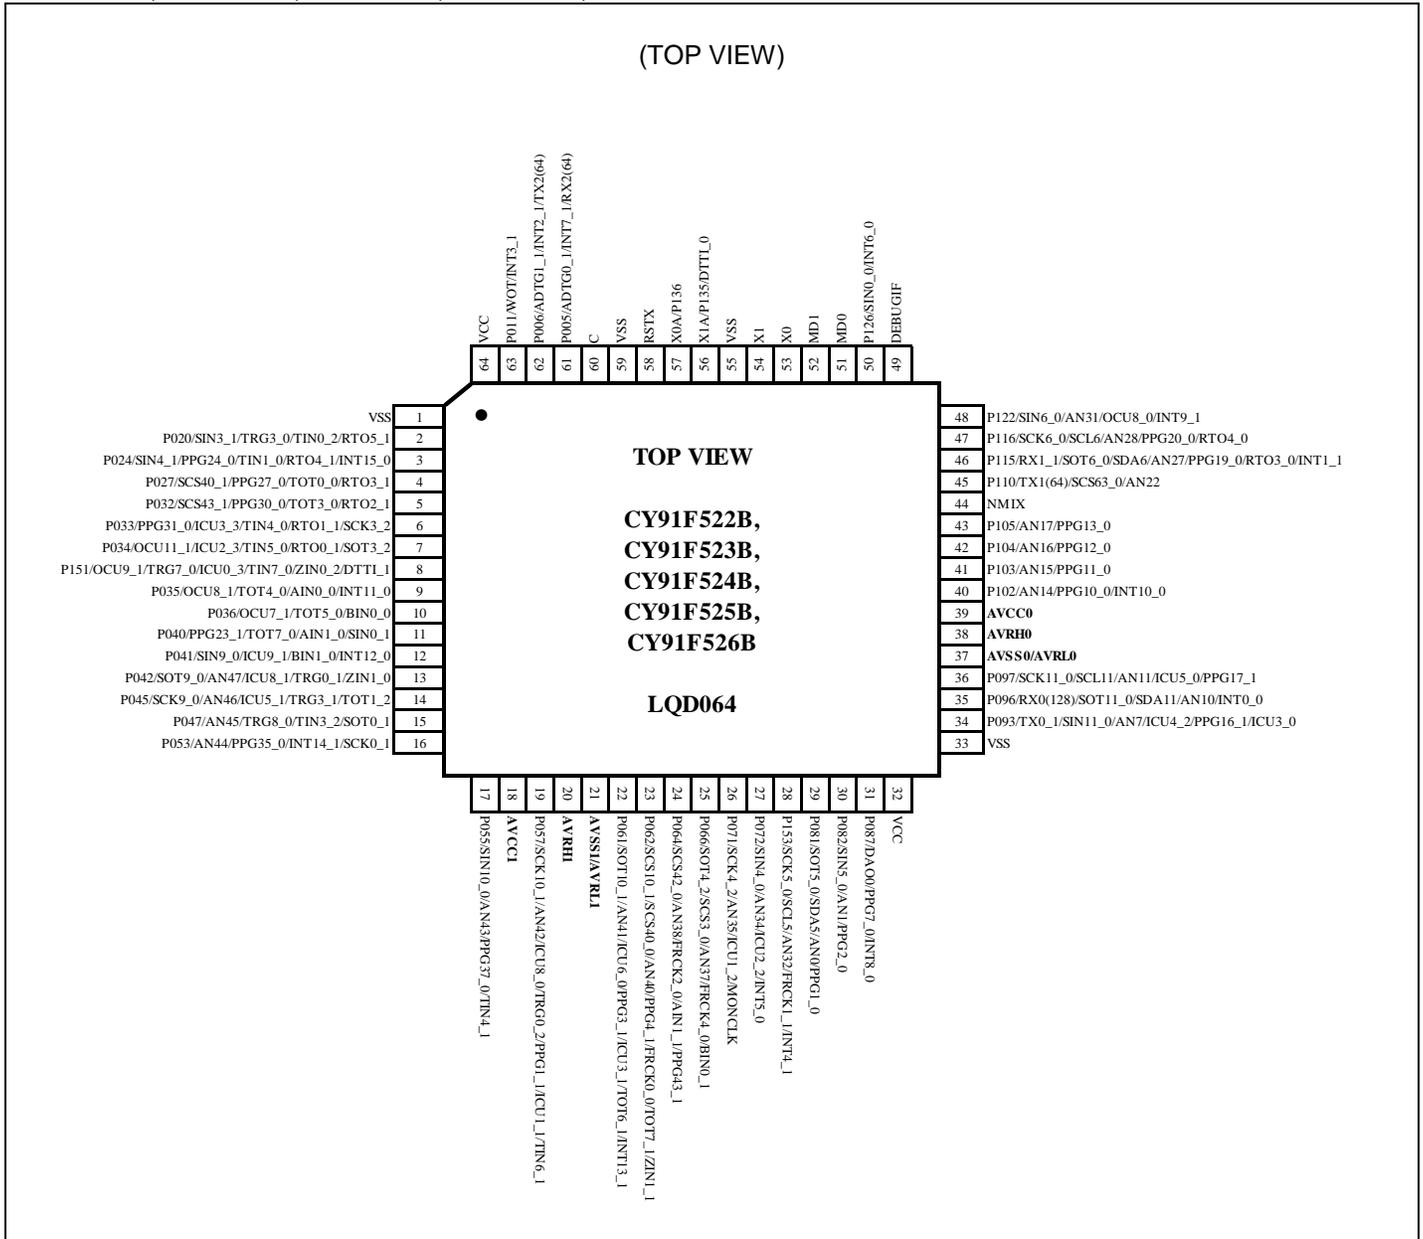 (TOP VIEW)
64 VCC
63 P011/WOT/INT3_1
62 P006/ADTG1_1/INT2_1/TX2(64)
61 P005/ADTG0_1/INT7_1/RX2(64)
60 C
59 VSS
58 RSTX
57 X0A/P136
56 X1A/P135/DTTI_0
55 VSS
54 X1
53 X0
52 MD1
51 MD0
50 P126/SIN0_0/INT6_0
49 DEBUGIF
VSS 1
P020/SIN3_1/TRG3_0/TIN0_2/RTO5_1 2
P024/SIN4_1/PPG24_0/TIN1_0/RTO4_1/INT15_0 3
P027/SCS40_1/PPG27_0/TOT0_0/RTO3_1 4
P032/SCS43_1/PPG30_0/TOT3_0/RTO2_1 5
P033/PPG31_0/ICU3_3/TIN4_0/RTO1_1/SCK3_2 6
P034/OCU11_1/ICU2_3/TIN5_0/RTO0_1/SOT3_2 7
P151/OCU9_1/TRG7_0/ICU0_3/TIN7_0/ZIN0_2/DTTI_1 8
P035/OCU8_1/TOT4_0/AIN0_0/INT11_0 9
P036/OCU7_1/TOT5_0/BIN0_0 10
P040/PPG23_1/TOT7_0/AIN1_0/SIN0_1 11
P041/SIN9_0/ICU9_1/BIN1_0/INT12_0 12
P042/SOT9_0/AN47/ICU8_1/TRG0_1/ZIN1_0 13
P045/SCK9_0/AN46/ICU5_1/TRG3_1/TOT1_2 14
P047/AN45/TRG8_0/TIN3_2/SOT0_1 15
P053/AN44/PPG35_0/INT14_1/SCK0_1 16
TOP VIEW
CY91F522B,
CY91F523B,
CY91F524B,
CY91F525B,
CY91F526B
LQD064
48 P122/SIN6_0/AN31/OCU8_0/INT9_1
47 P116/SCK6_0/SCL6/AN28/PPG20_0/RTO4_0
46 P115/RX1_1/SOT6_0/SDA6/AN27/PPG19_0/RTO3_0/INT1_1
45 P110/TX1(64)/SCS63_0/AN22
44 NMIX
43 P105/AN17/PPG13_0
42 P104/AN16/PPG12_0
41 P103/AN15/PPG11_0
40 P102/AN14/PPG10_0/INT10_0
39 AVCC0
38 AVRH0
37 AVSS0/AVRL0
36 P097/SCK11_0/SCL11/AN11/ICU5_0/PPG17_1
35 P096/RX0(128)/SOT11_0/SDA11/AN10/INT0_0
34 P093/TX0_1/SIN11_0/AN7/ICU4_2/PPG16_1/ICU3_0
33 VSS
17 P055/SIN10_0/AN43/PPG37_0/TIN4_1
18 AVCC1
19 P057/SCK10_1/AN42/ICU8_0/TRG0_2/PPG1_1/ICU1_1/TIN6_1
20 AVRH1
21 AVSS1/AVRL1
22 P061/SOT10_1/AN41/ICU6_0/PPG3_1/ICU3_1/TOT6_1/INT13_1
23 P062/SCS10_1/SCS40_0/AN40/PPG4_1/FRCK0_0/TOT7_1/ZIN1_1
24 P064/SCS42_0/AN38/FRCK2_0/AIN1_1/PPG43_1
25 P066/SOT4_2/SCS3_0/AN37/FRCK4_0/BIN0_1
26 P071/SCK4_2/AN35/ICU1_2/MONCLK
27 P072/SIN4_0/AN34/ICU2_2/INT5_0
28 P153/SCK5_0/SCL5/AN32/FRCK1_1/INT4_1
29 P081/SOT5_0/SDA5/AN0/PPG1_0
30 P082/SIN5_0/AN1/PPG2_0
31 P087/DAO0/PPG7_0/INT8_0
32 VCC